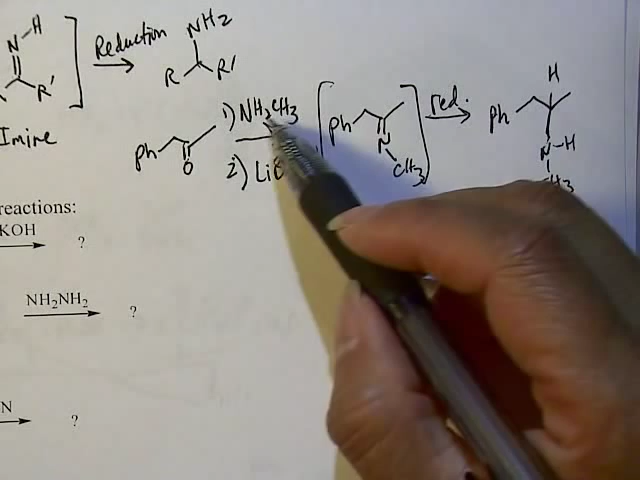 N-H Reduction NH2
R' R R'
Imine
1) NH2CH3
Ph O Ph N CH3 red. Ph H N-H
2) Li
reactions:
KOH ?
NH2NH2 ?
N ?